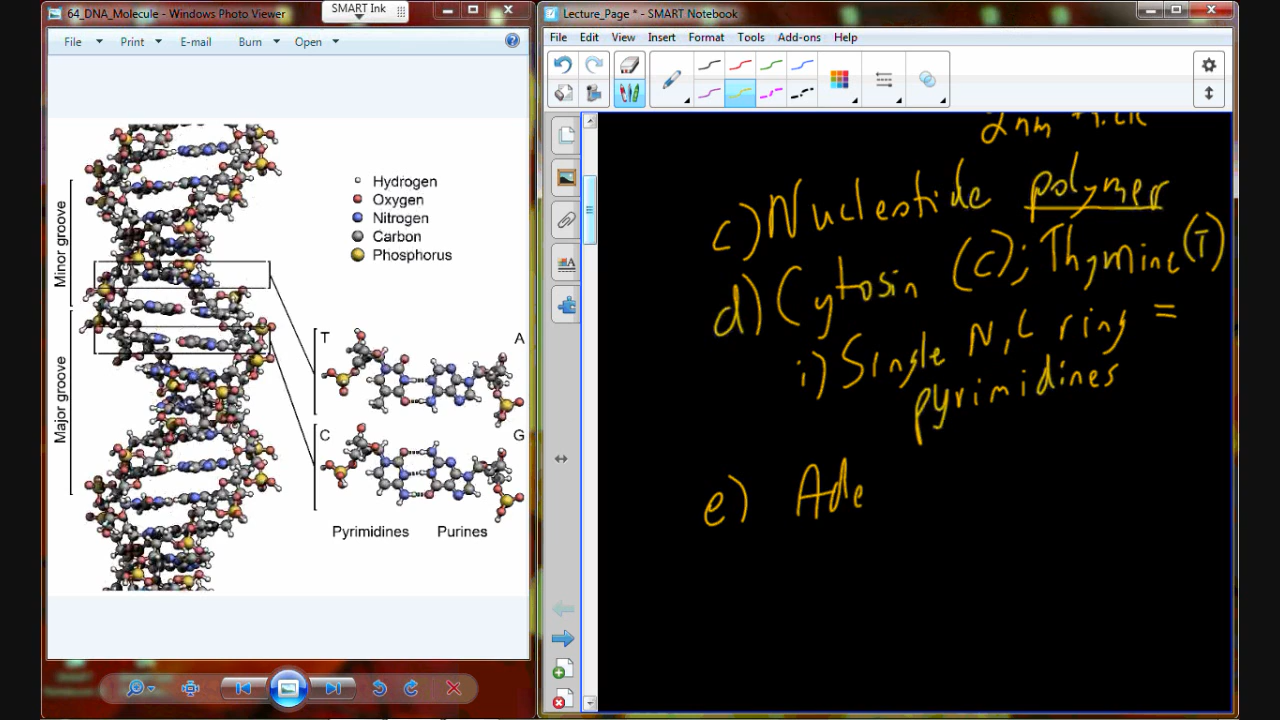 64_DNA_Molecule - Windows Photo Viewer
SMART Ink
File Print E-mail Burn Open
Hydrogen
Oxygen
Nitrogen
Carbon
Phosphorus
Minor groove
Major groove
T A
C G
Pyrimidines Purines
Lecture_Page * - SMART Notebook
File Edit View Insert Format Tools Add-ons Help
2nm
c) Nucleotide polymer
d) Cytosin (C); Thymine (T)
i) Single N, C ring =
pyrimidines
e) Ade